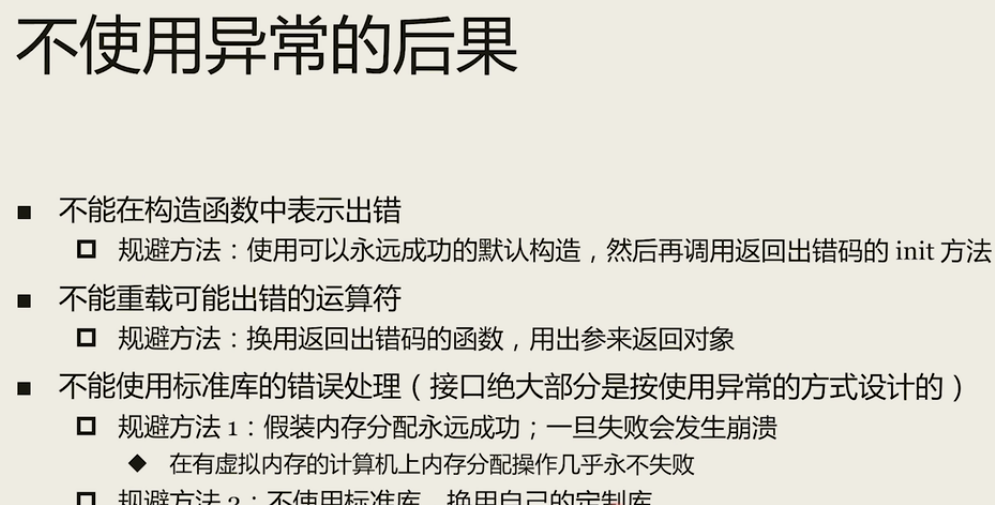 不使用异常的后果
■ 不能在构造函数中表示出错
规避方法：使用可以永远成功的默认构造，然后再调用返回出错码的 init 方法
■ 不能重载可能出错的运算符
规避方法：换用返回出错码的函数，用出参来返回对象
■ 不能使用标准库的错误处理（接口绝大部分是按使用异常的方式设计的）
规避方法 1：假装内存分配永远成功；一旦失败会发生崩溃
◆ 在有虚拟内存的计算机上内存分配操作几乎永不失败
规避方法 2：不使用标准库，换用自己的定制库